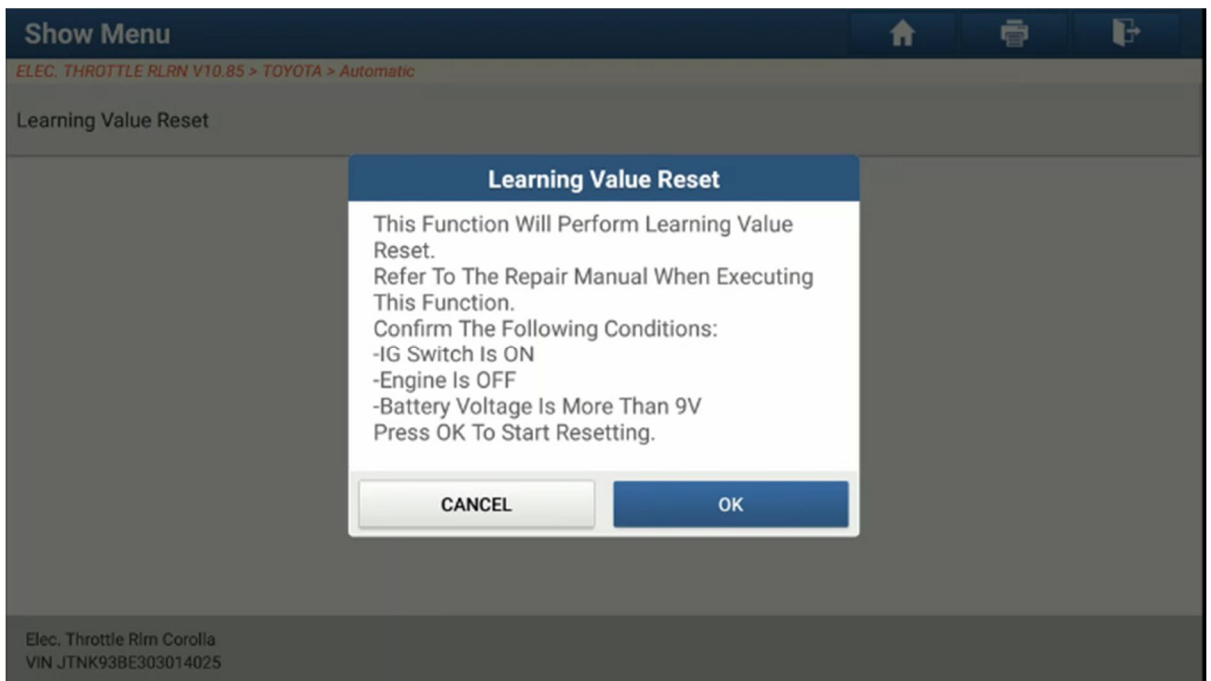 Show Menu
ELEC. THROTTLE RLRN V10.85 > TOYOTA > Automatic
Learning Value Reset
Learning Value Reset
This Function Will Perform Learning Value
Reset.
Refer To The Repair Manual When Executing
This Function.
Confirm The Following Conditions:
-IG Switch Is ON
-Engine Is OFF
-Battery Voltage Is More Than 9V
Press OK To Start Resetting.
CANCEL
OK
Elec. Throttle Rlrn Corolla
VIN JTNK93BE303014025